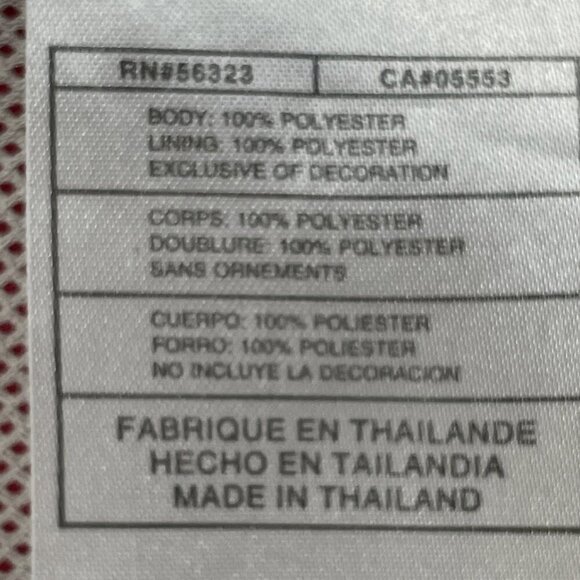 RN#56323 CA#05553
BODY: 100% POLYESTER
LINING: 100% POLYESTER
EXCLUSIVE OF DECORATION
CORPS: 100% POLYESTER
DOUBLURE: 100% POLYESTER
SANS ORNEMENTS
CUERPO: 100% POLIESTER
FORRO: 100% POLIESTER
NO INCLUYE LA DECORACION
FABRIQUE EN THAILANDE
HECHO EN TAILANDIA
MADE IN THAILAND